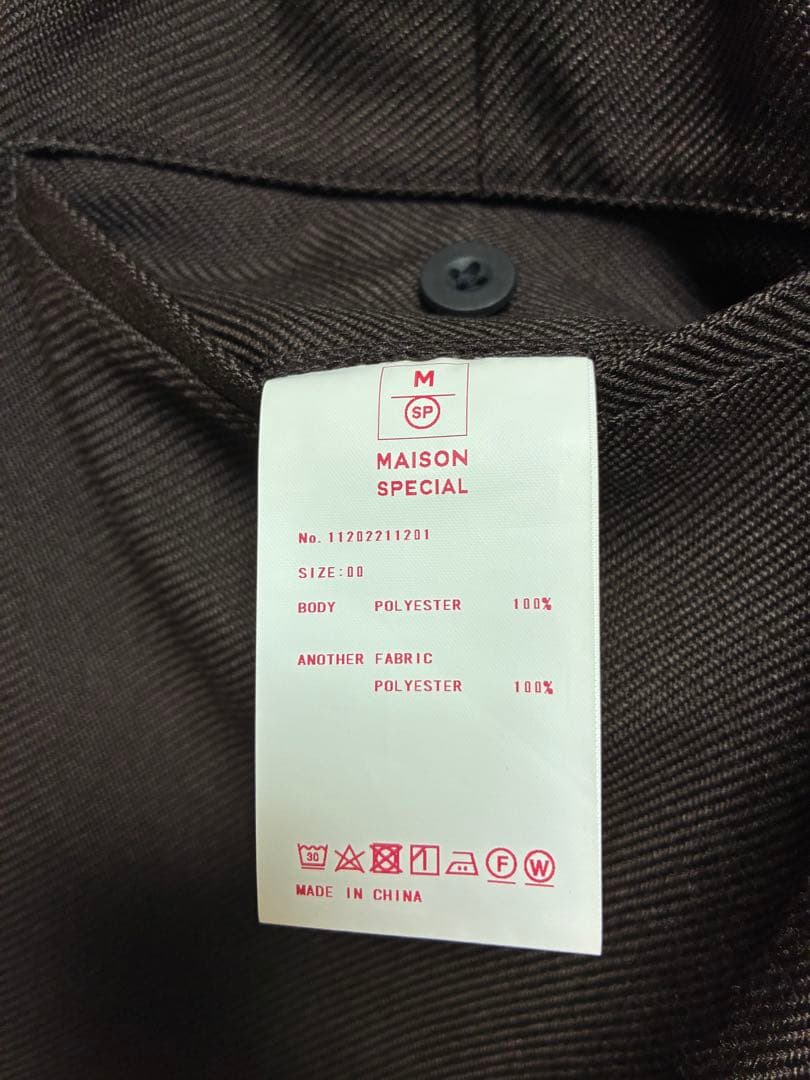 M
SP
MAISON
SPECIAL
No. 11202211201
SIZE:00
BODY POLYESTER 100%
ANOTHER FABRIC
POLYESTER 100%
30 F W
MADE IN CHINA